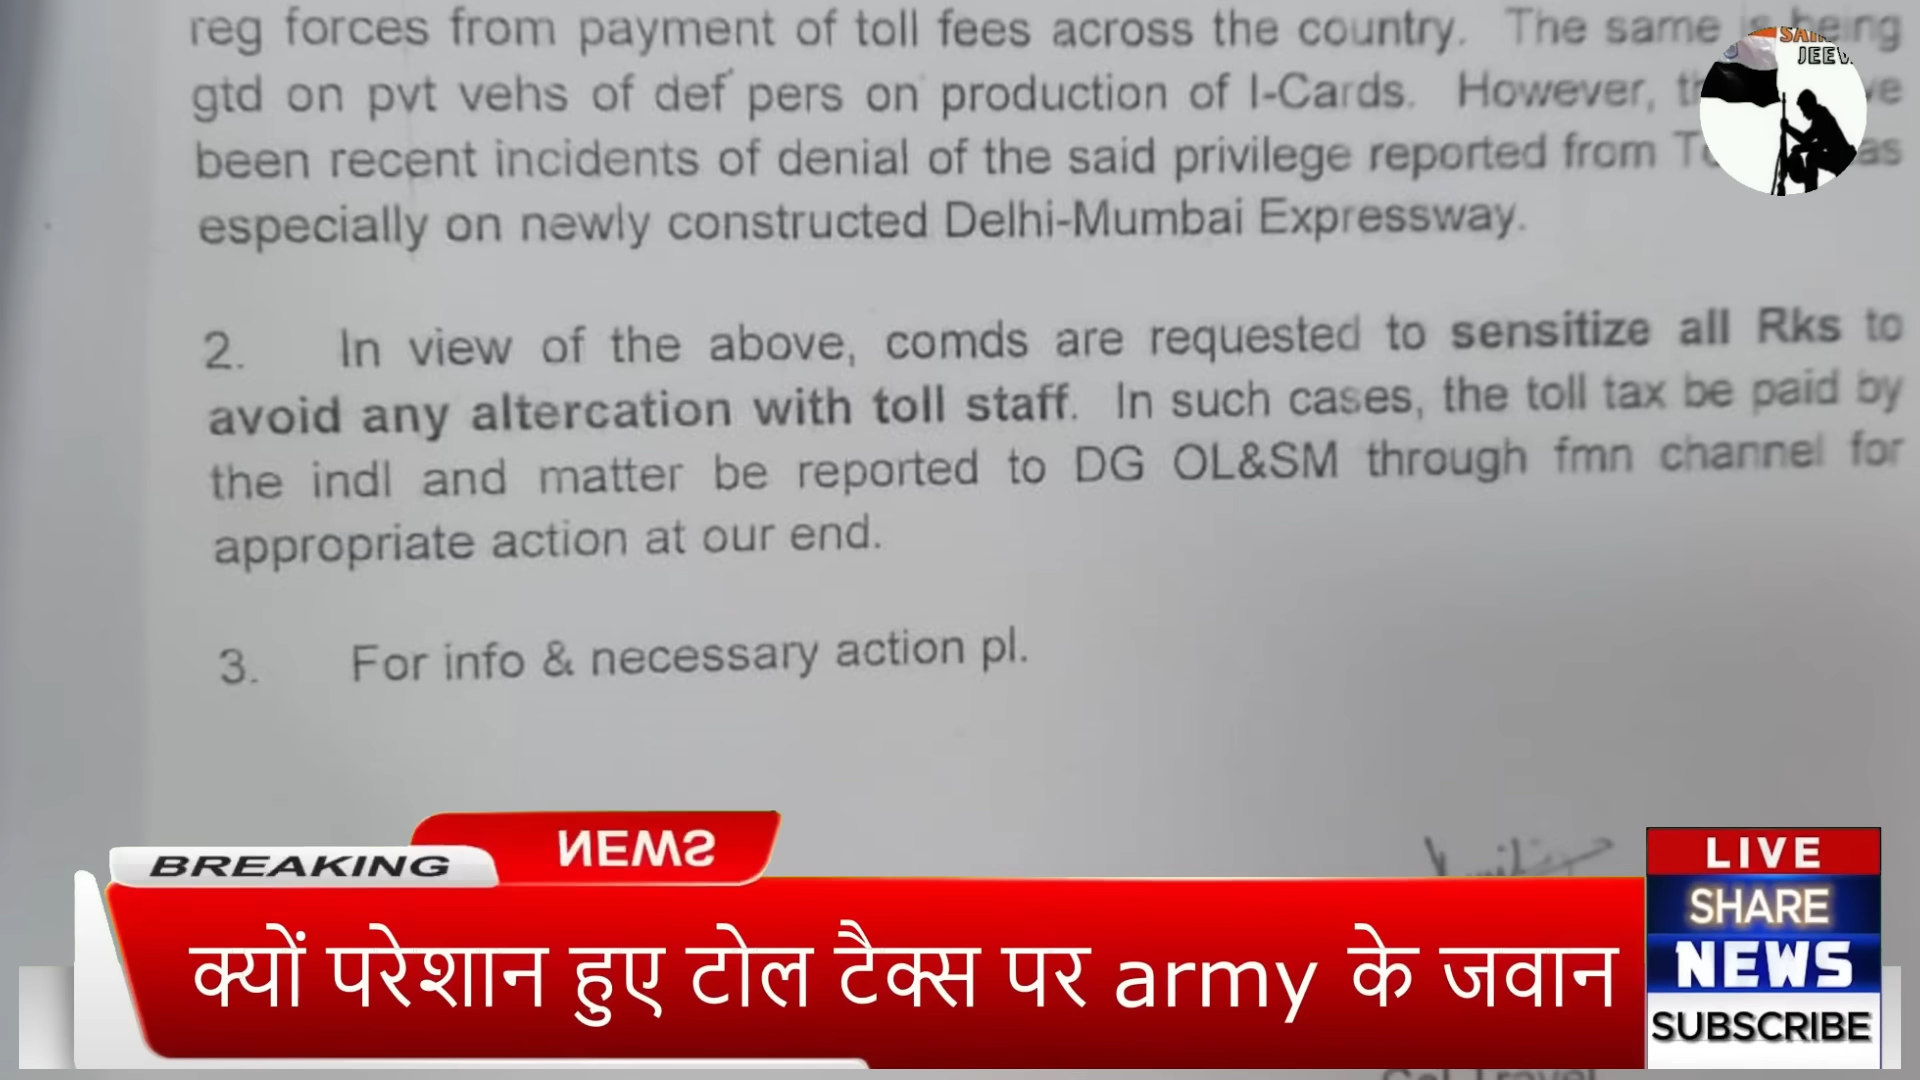 reg forces from payment of toll fees across the country. The same is being
gtd on pvt vehs of def pers on production of I-Cards. However,
been recent incidents of denial of the said privilege reported from
especially on newly constructed Delhi-Mumbai Expressway.
2. In view of the above, comds are requested to sensitize all Rks to
avoid any altercation with toll staff. In such cases, the toll tax be paid by
the indl and matter be reported to DG OL&SM through fmn channel for
appropriate action at our end.
3. For info & necessary action pl.
BREAKING NEWS
क्यों परेशान हुए टोल टैक्स पर army के जवान
LIVE
SHARE
NEWS
SUBSCRIBE